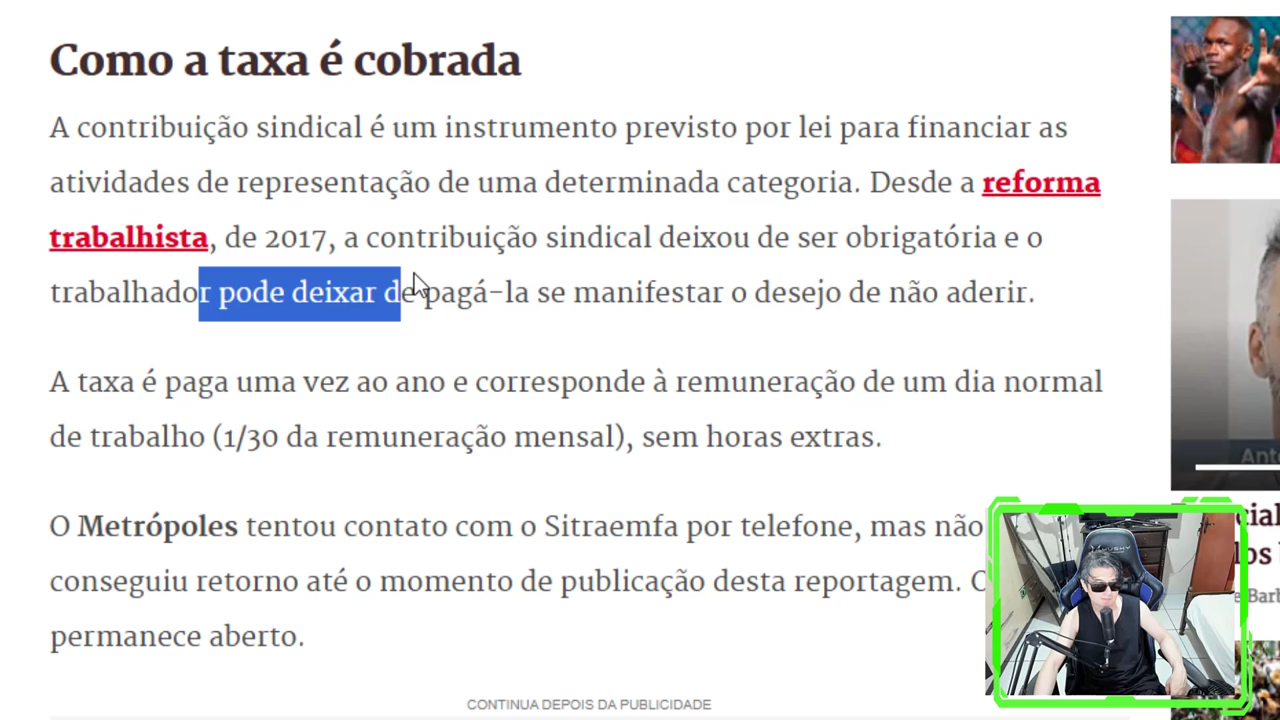 Como a taxa é cobrada
A contribuição sindical é um instrumento previsto por lei para financiar as
atividades de representação de uma determinada categoria. Desde a reforma
trabalhista, de 2017, a contribuição sindical deixou de ser obrigatória e o
trabalhador pode deixar de pagá-la se manifestar o desejo de não aderir.
A taxa é paga uma vez ao ano e corresponde à remuneração de um dia normal
de trabalho (1/30 da remuneração mensal), sem horas extras.
O Metrópoles tentou contato com o Sitraemfa por telefone, mas não
conseguiu retorno até o momento de publicação desta reportagem.
permanece aberto.
CONTINUA DEPOIS DA PUBLICIDADE